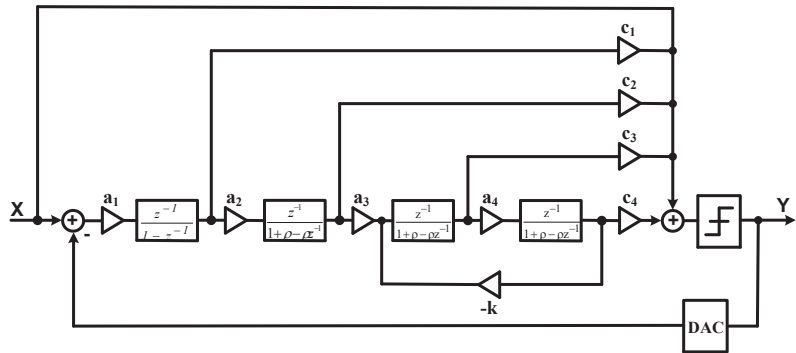 c₁
c₂
c₃
X
+
-
a₁
z⁻¹
1 - z⁻¹
a₂
z⁻¹
1+ρ-ρz⁻¹
a₃
z⁻¹
1+ρ-ρz⁻¹
a₄
z⁻¹
1+ρ-ρz⁻¹
c₄
+
Y
-k
DAC